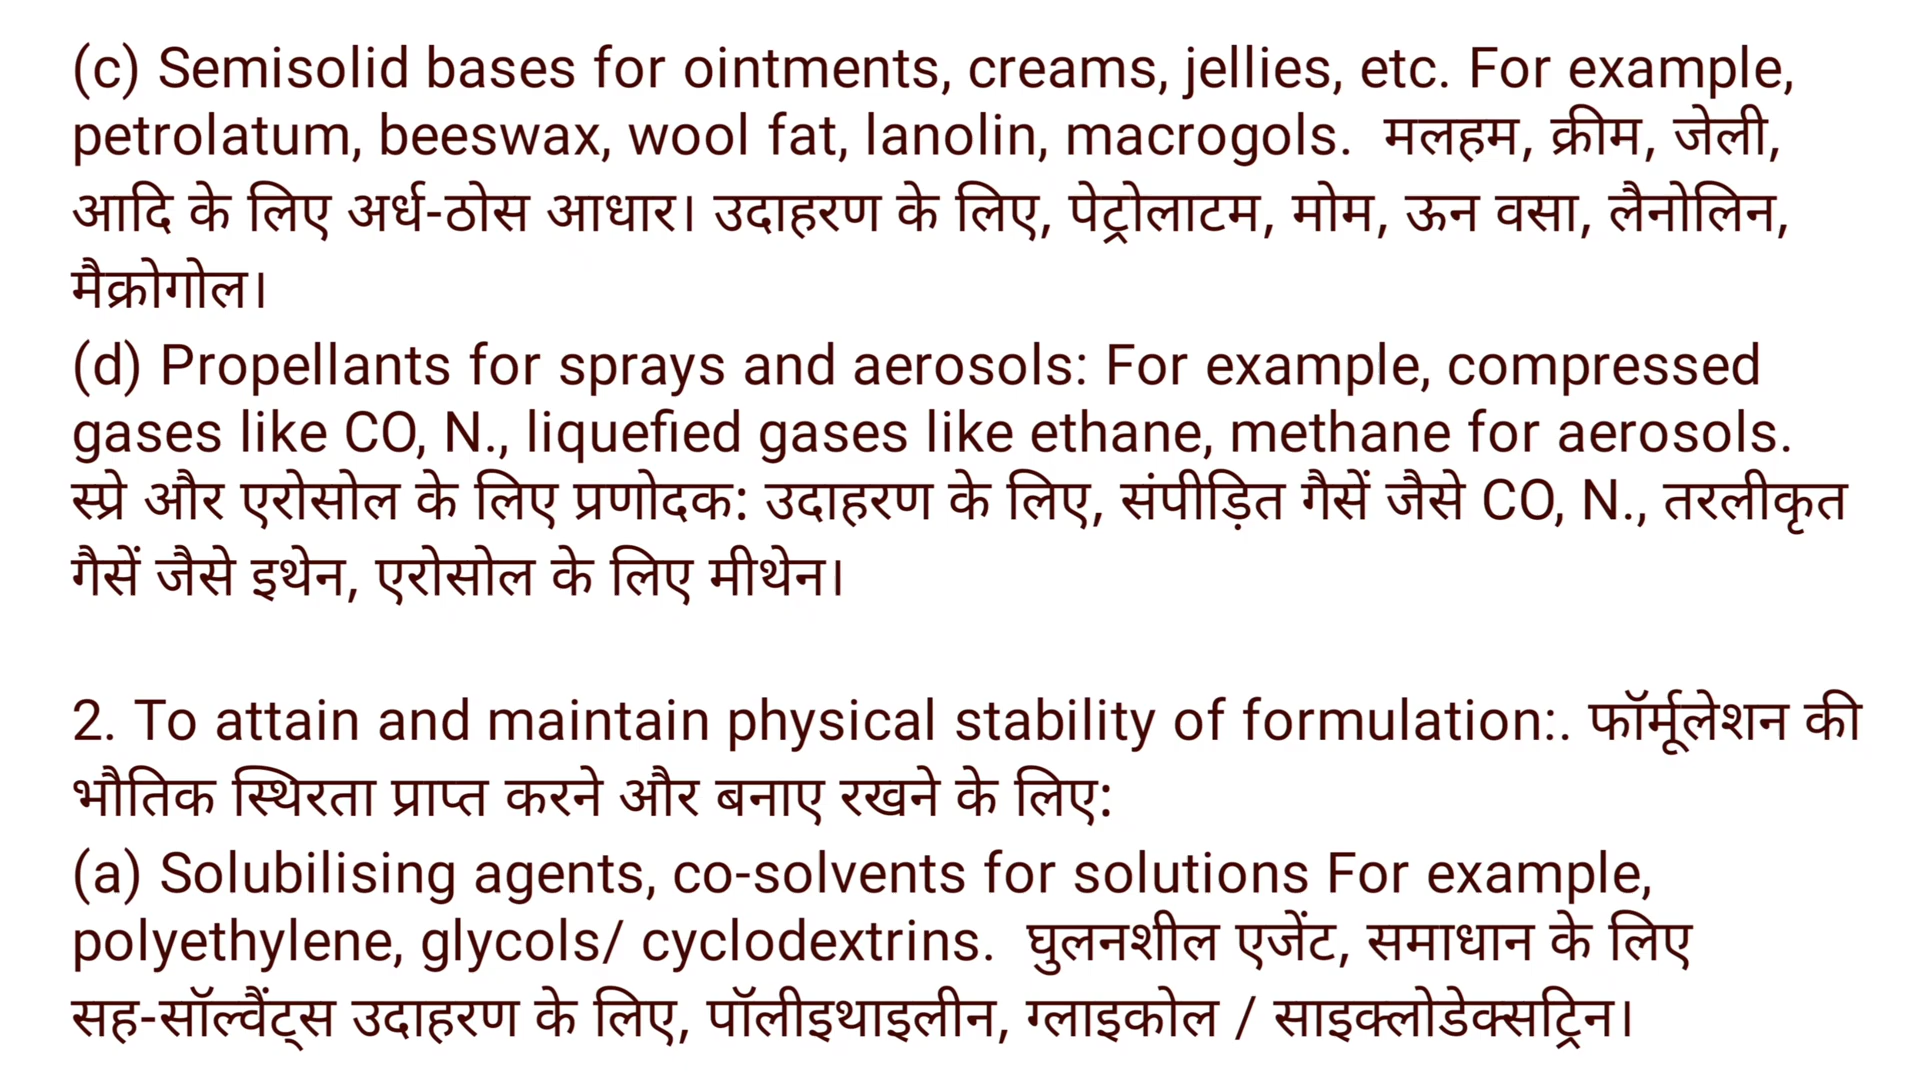 (c) Semisolid bases for ointments, creams, jellies, etc. For example,
petrolatum, beeswax, wool fat, lanolin, macrogols. मलहम, क्रीम, जेली,
आदि के लिए अर्ध-ठोस आधार। उदाहरण के लिए, पेट्रोलाटम, मोम, ऊन वसा, लैनोलिन,
मैक्रोगोल।
(d) Propellants for sprays and aerosols: For example, compressed
gases like CO, N., liquefied gases like ethane, methane for aerosols.
स्प्रे और एरोसोल के लिए प्रणोदक: उदाहरण के लिए, संपीड़ित गैसें जैसे CO, N., तरलीकृत
गैसें जैसे इथेन, एरोसोल के लिए मीथेन।
2. To attain and maintain physical stability of formulation:. फॉर्मूलेशन की
भौतिक स्थिरता प्राप्त करने और बनाए रखने के लिए:
(a) Solubilising agents, co-solvents for solutions For example,
polyethylene, glycols/ cyclodextrins. घुलनशील एजेंट, समाधान के लिए
सह-सॉल्वैंट्स उदाहरण के लिए, पॉलीइथाइलीन, ग्लाइकोल / साइक्लोडेक्सट्रिन।